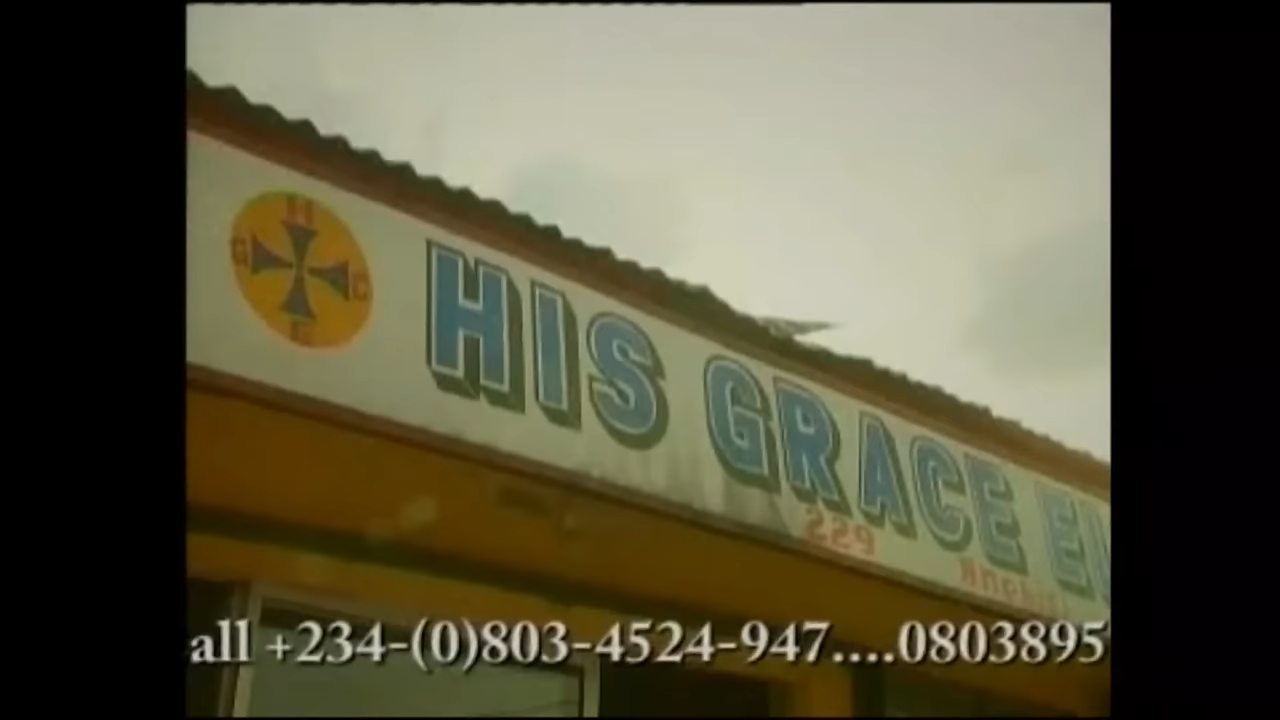 H
G C
E
HIS GRACE
229
all +234-(0)803-4524-947....0803895